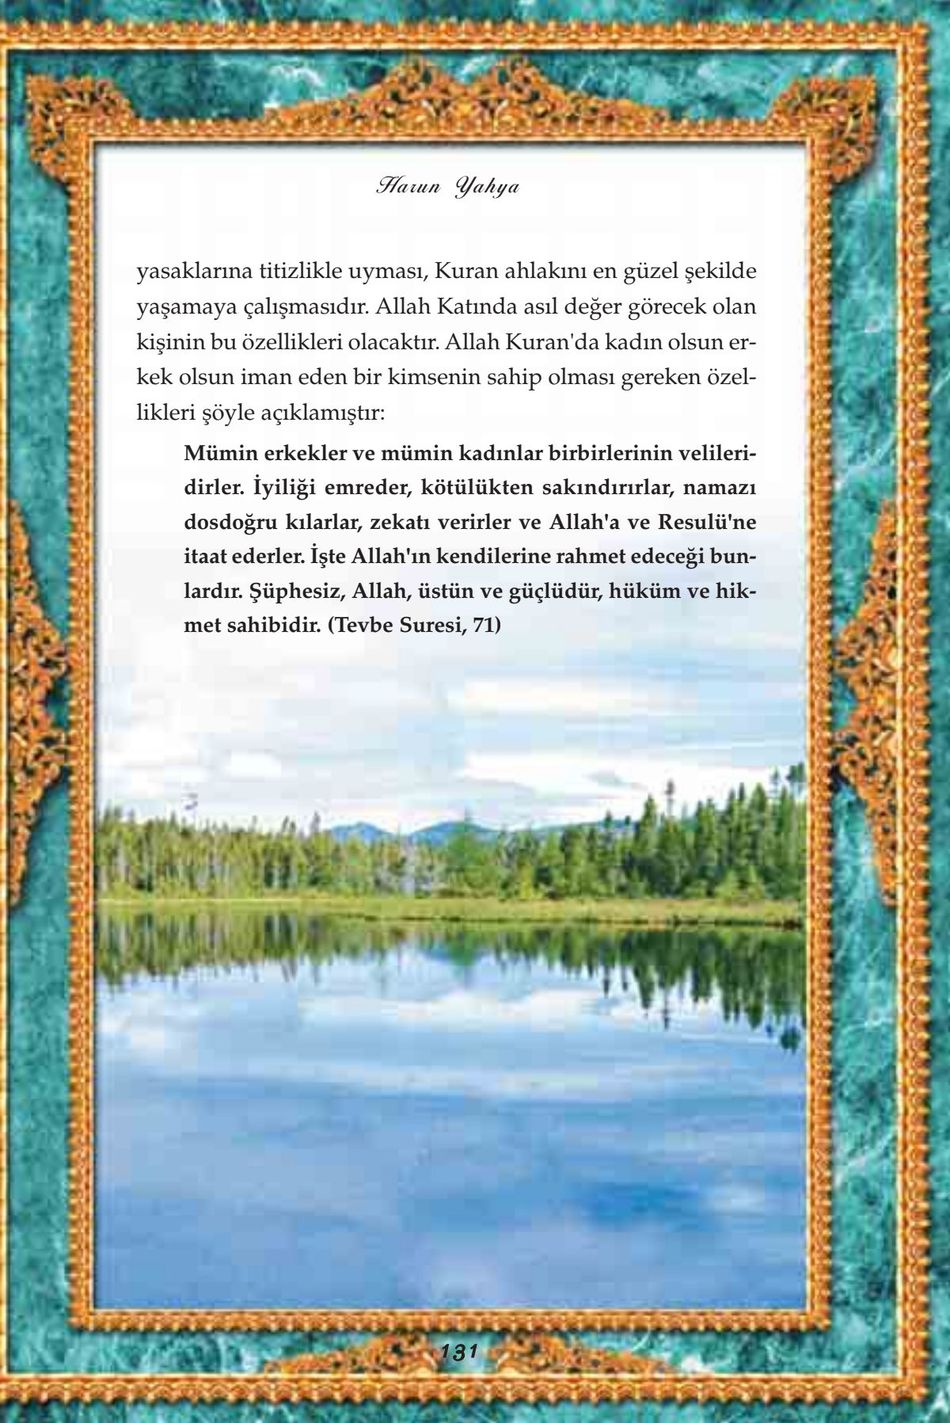 Harun Yahya
yasaklarına titizlikle uyması, Kuran ahlakını en güzel şekilde
yaşamaya çalışmasıdır. Allah Katında asıl değer görecek olan
kişinin bu özellikleri olacaktır. Allah Kuran'da kadın olsun er-
kek olsun iman eden bir kimsenin sahip olması gereken özel-
likleri şöyle açıklamıştır:
Mümin erkekler ve mümin kadınlar birbirlerinin velileri-
dirler. İyiliği emreder, kötülükten sakındırırlar, namazı
dosdoğru kılarlar, zekatı verirler ve Allah'a ve Resulü'ne
itaat ederler. İşte Allah'ın kendilerine rahmet edeceği bun-
lardır. Şüphesiz, Allah, üstün ve güçlüdür, hüküm ve hik-
met sahibidir. (Tevbe Suresi, 71)
131